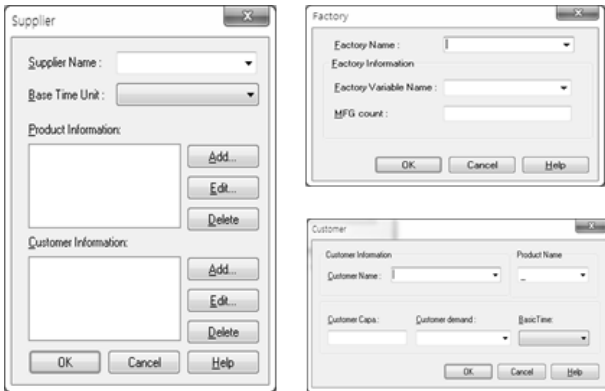 Supplier
Supplier Name :
Base Time Unit :
Product Information:
Add...
Edit...
Delete
Customer Information:
Add...
Edit...
Delete
OK Cancel Help
Factory
Factory Name :
Factory Information
Factory Variable Name :
MFG count :
OK Cancel Help
Customer
Customer Information Product Name
Customer Name :
Customer Capa.: Customer demand : BasicTime:
OK Cancel Help